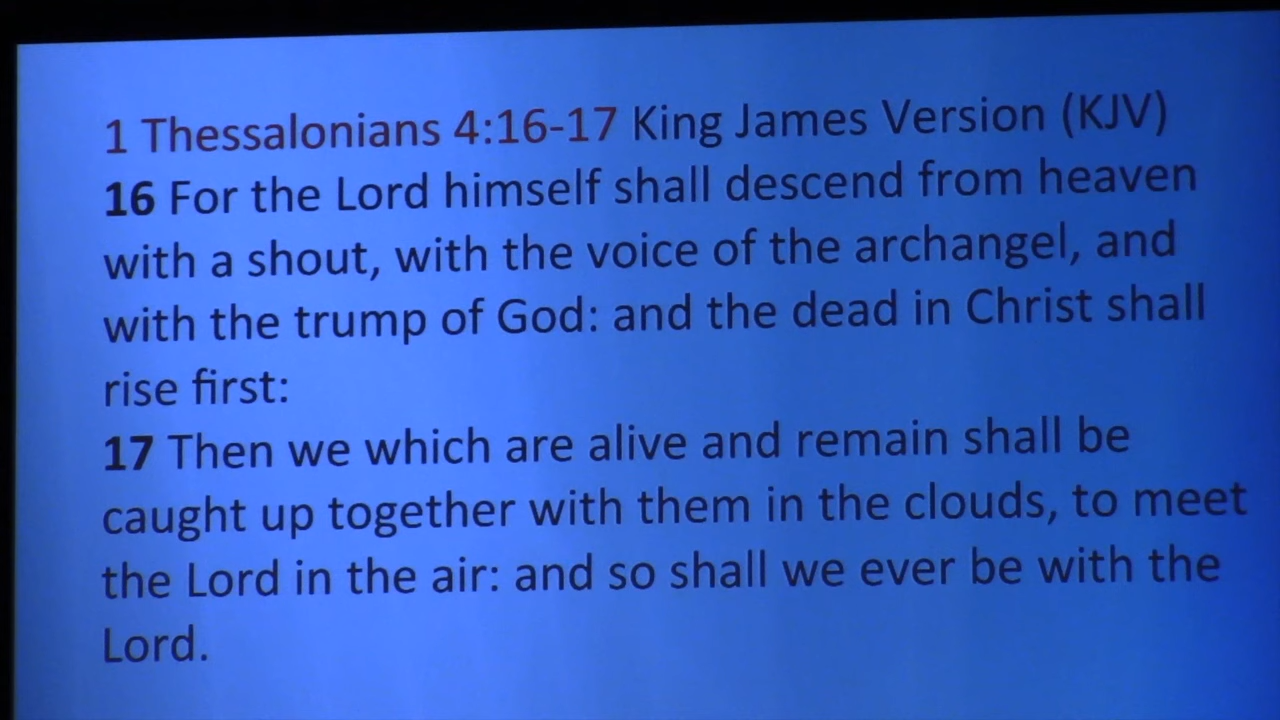 1 Thessalonians 4:16-17 King James Version (KJV)
16 For the Lord himself shall descend from heaven
with a shout, with the voice of the archangel, and
with the trump of God: and the dead in Christ shall
rise first:
17 Then we which are alive and remain shall be
caught up together with them in the clouds, to meet
the Lord in the air: and so shall we ever be with the
Lord.